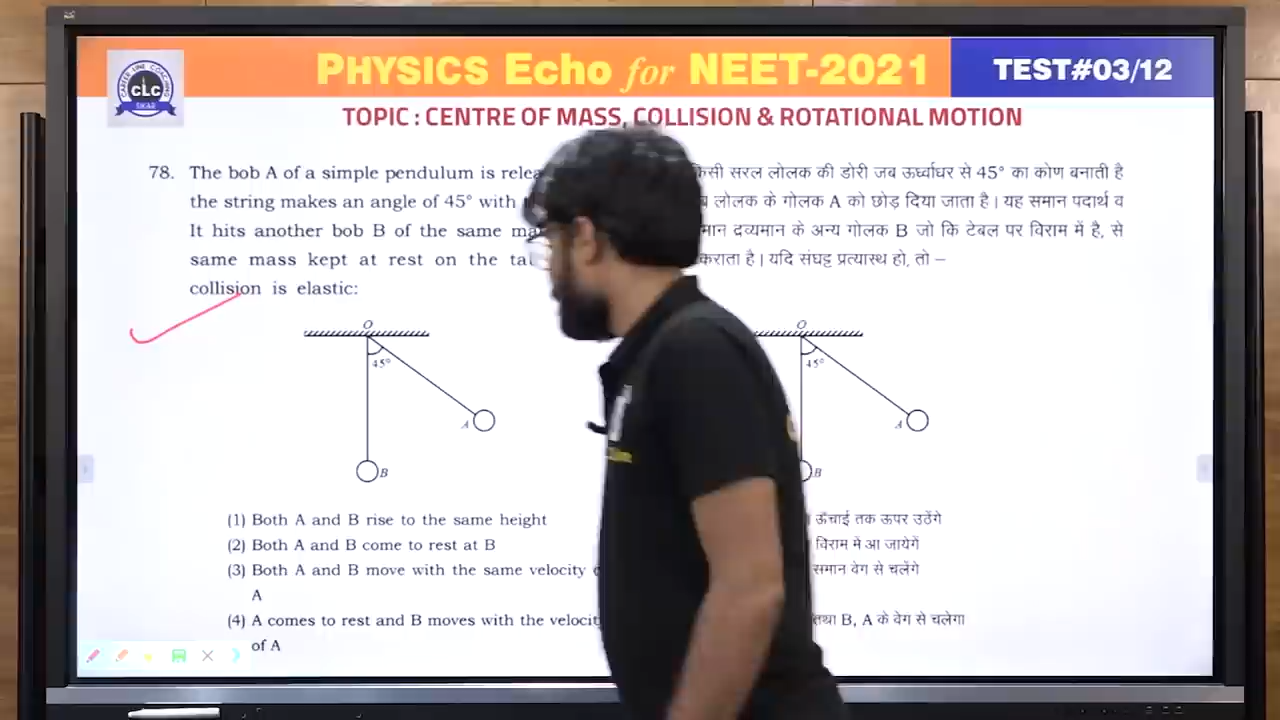 PHYSICS Echo for NEET-2021
TEST#03/12
CLC
SIKAR
TOPIC : CENTRE OF MASS, COLLISION & ROTATIONAL MOTION
78. The bob A of a simple pendulum is
the string makes an angle of 45° with
It hits another bob B of the same
same mass kept at rest on the
collision is elastic:
O
45°
A
B
(1) Both A and B rise to the same height
(2) Both A and B come to rest at B
(3) Both A and B move with the same velocity
A
(4) A comes to rest and B moves with the
of A
किसी सरल लोलक की डोरी जब ऊर्ध्वाधर से 45° का कोण बनाती है
लोलक के गोलक A को छोड़ दिया जाता है। यह समान पदार्थ व
द्रव्यमान के अन्य गोलक B जो कि टेबल पर विराम में है, से
है। यदि संघट्ट प्रत्यास्थ हो, तो –
O
45°
A
B
ऊँचाई तक ऊपर उठेंगे
विराम में आ जायेगें
समान वेग से चलेंगे
तथा B, A के वेग से चलेगा